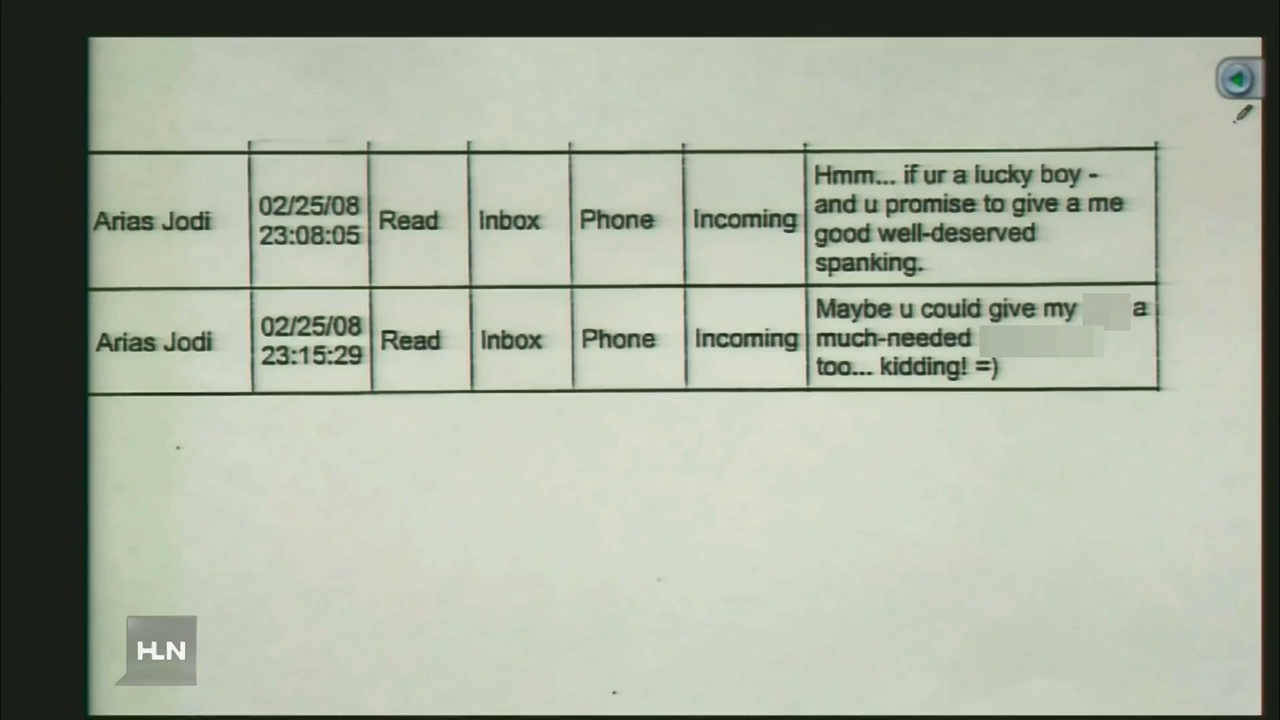 Arias Jodi
02/25/08
23:08:05
Read
Inbox
Phone
Incoming
Hmm... if ur a lucky boy -
and u promise to give a me
good well-deserved
spanking.
Arias Jodi
02/25/08
23:15:29
Read
Inbox
Phone
Incoming
Maybe u could give my a
much-needed
too... kidding! =)
HLN